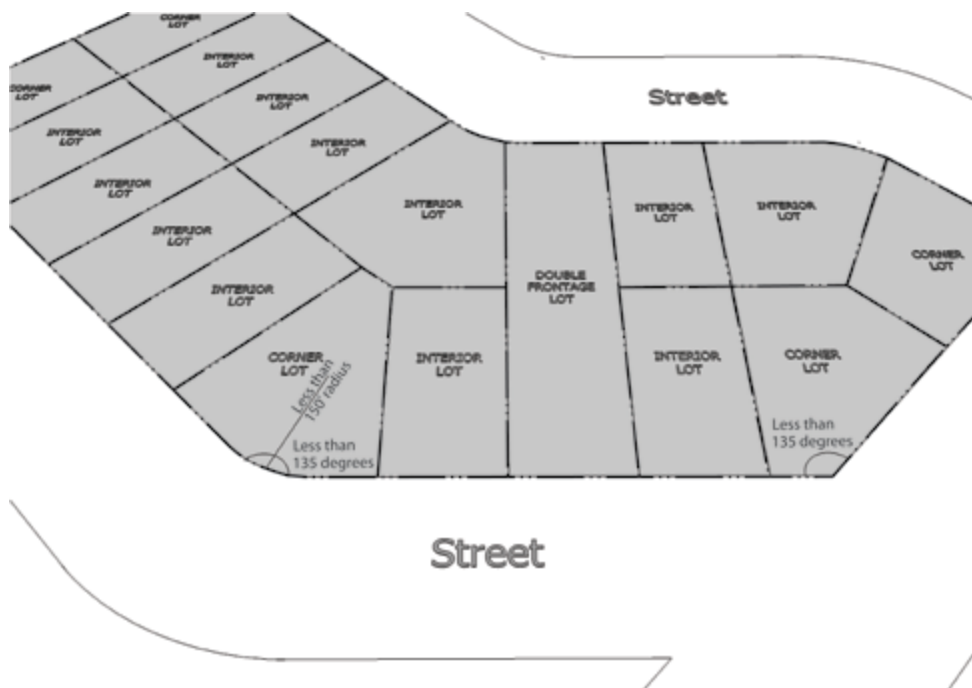 CORNER
LOT
INTERIOR
LOT
Street
CORNER
LOT
INTERIOR
LOT
INTERIOR
LOT
INTERIOR
LOT
INTERIOR
LOT
INTERIOR
LOT
INTERIOR
LOT
INTERIOR
LOT
INTERIOR
LOT
INTERIOR
LOT
CORNER
LOT
DOUBLE
FRONTAGE
LOT
INTERIOR
LOT
CORNER
LOT
INTERIOR
LOT
INTERIOR
LOT
CORNER
LOT
Less than
150' radius
Less than
135 degrees
Less than
135 degrees
Street